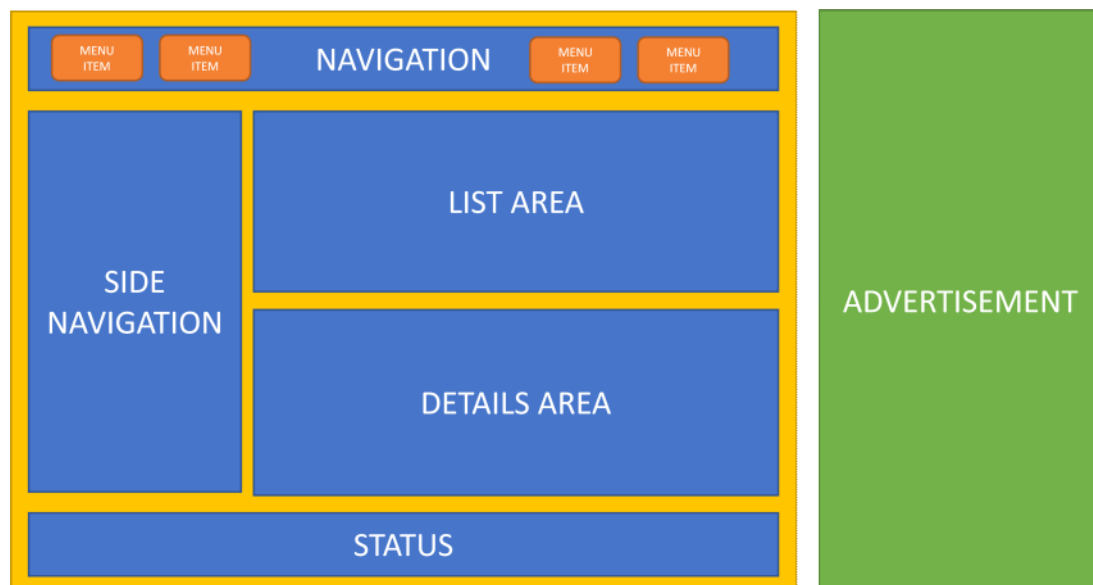 MENU
ITEM
MENU
ITEM
NAVIGATION
MENU
ITEM
MENU
ITEM
SIDE
NAVIGATION
LIST AREA
DETAILS AREA
STATUS
ADVERTISEMENT